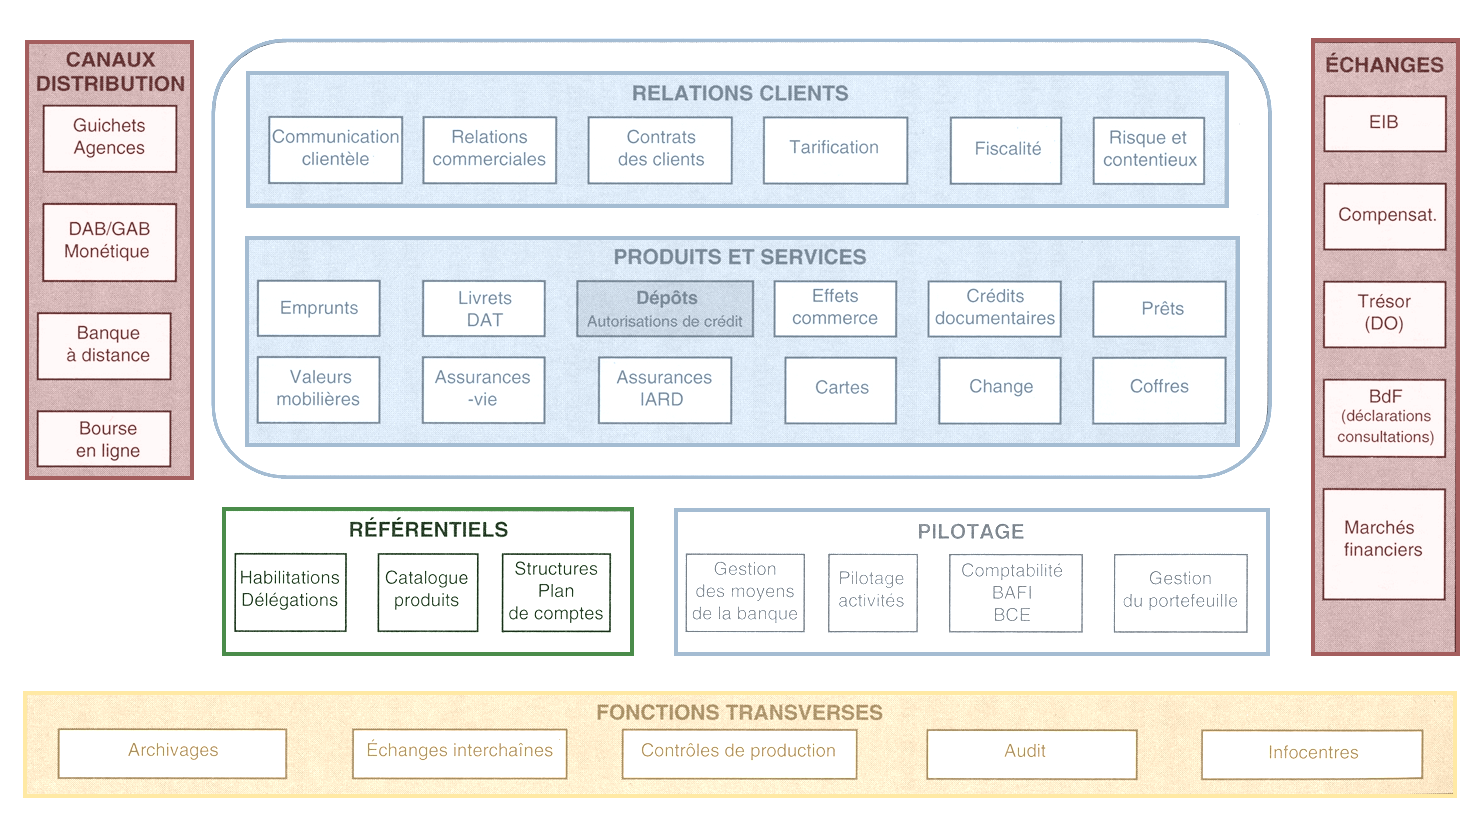 CANAUX
DISTRIBUTION
Guichets
Agences
DAB/GAB
Monétique
Banque
à distance
Bourse
en ligne
RELATIONS CLIENTS
Communication
clientèle
Relations
commerciales
Contrats
des clients
Tarification
Fiscalité
Risque et
contentieux
PRODUITS ET SERVICES
Emprunts
Livrets
DAT
Dépôts
Autorisations de crédit
Effets
commerce
Crédits
documentaires
Prêts
Valeurs
mobilières
Assurances
-vie
Assurances
IARD
Cartes
Change
Coffres
ÉCHANGES
EIB
Compensat.
Trésor
(DO)
BdF
(déclarations
consultations)
Marchés
financiers
RÉFÉRENTIELS
Habilitations
Délégations
Catalogue
produits
Structures
Plan
de comptes
PILOTAGE
Gestion
des moyens
de la banque
Pilotage
activités
Comptabilité
BAFI
BCE
Gestion
du portefeuille
FONCTIONS TRANSVERSES
Archivages
Échanges interchaînes
Contrôles de production
Audit
Infocentres